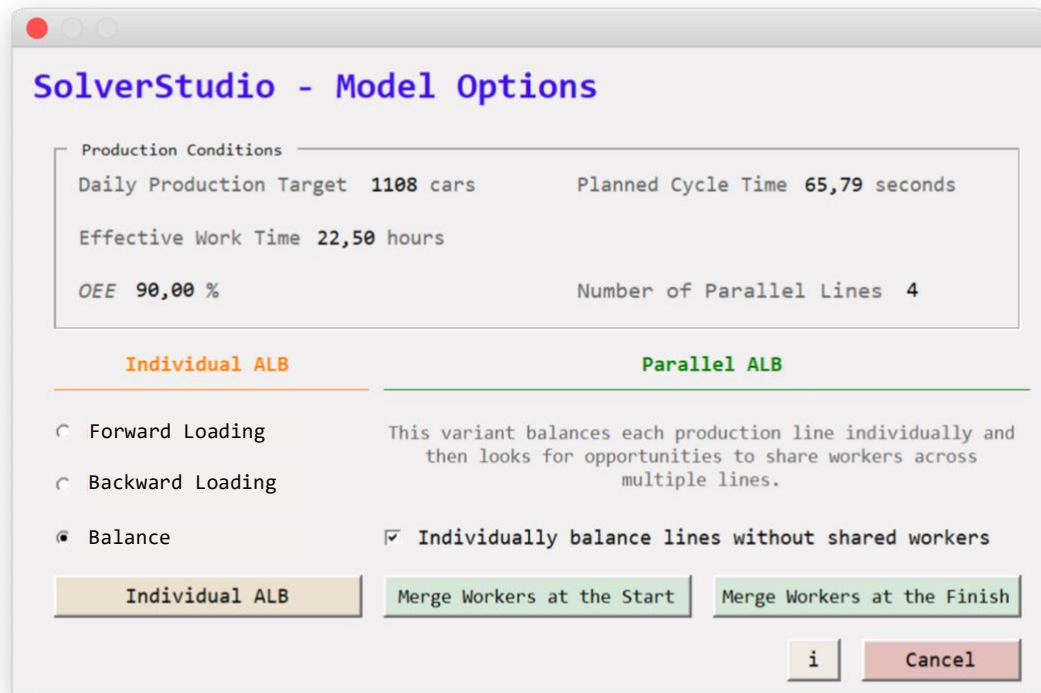 SolverStudio - Model Options
Production Conditions
Daily Production Target 1108 cars
Planned Cycle Time 65,79 seconds
Effective Work Time 22,50 hours
OEE 90,00 %
Number of Parallel Lines 4
Individual ALB
Parallel ALB
Forward Loading
Backward Loading
Balance
This variant balances each production line individually and
then looks for opportunities to share workers across
multiple lines.
Individually balance lines without shared workers
Individual ALB
Merge Workers at the Start
Merge Workers at the Finish
i
Cancel